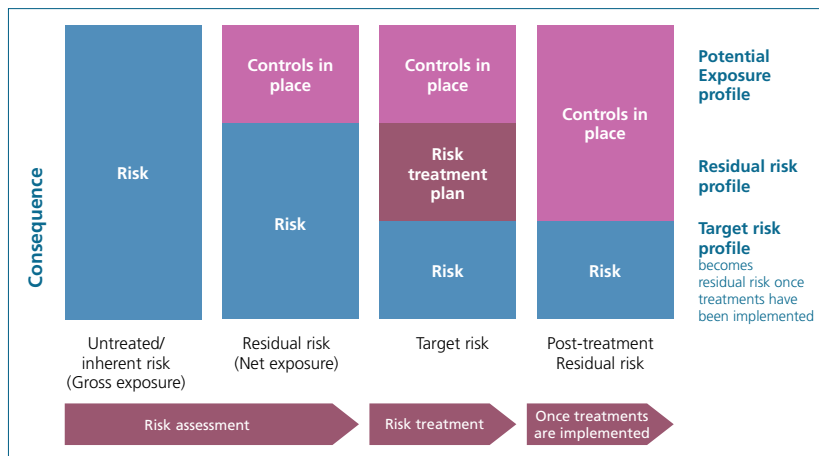 Consequence
Risk
Controls in
place
Risk
Controls in
place
Risk
treatment
plan
Risk
Controls in
place
Risk
Potential
Exposure
profile
Residual risk
profile
Target risk
profile
becomes
residual risk once
treatments have
been implemented
Untreated/
inherent risk
(Gross exposure)
Residual risk
(Net exposure)
Target risk
Post-treatment
Residual risk
Risk assessment
Risk treatment
Once treatments
are implemented